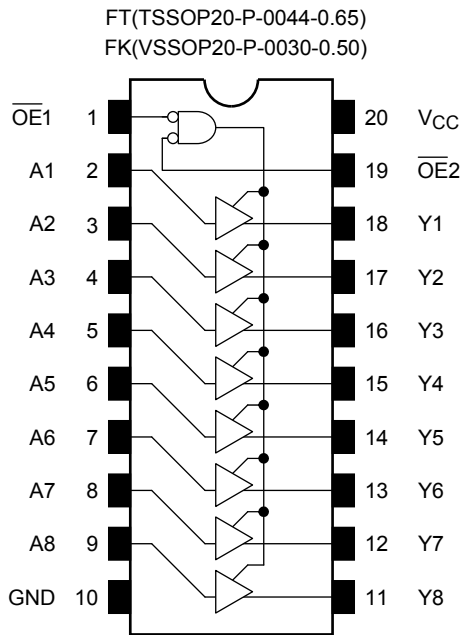 FT(TSSOP20-P-0044-0.65)
FK(VSSOP20-P-0030-0.50)
OE1 1 20 VCC
A1 2 19 OE2
A2 3 18 Y1
A3 4 17 Y2
A4 5 16 Y3
A5 6 15 Y4
A6 7 14 Y5
A7 8 13 Y6
A8 9 12 Y7
GND 10 11 Y8